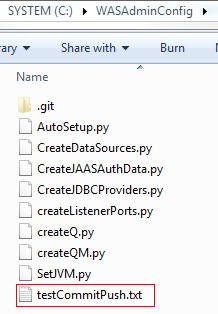 SYSTEM (C:) ▸ WASAdminConfig ▸
rary ▾ Share with ▾ Burn
Name
.git
AutoSetup.py
CreateDataSources.py
CreateJAASAuthData.py
CreateJDBCProviders.py
createListenerPorts.py
createQ.py
createQM.py
SetJVM.py
testCommitPush.txt